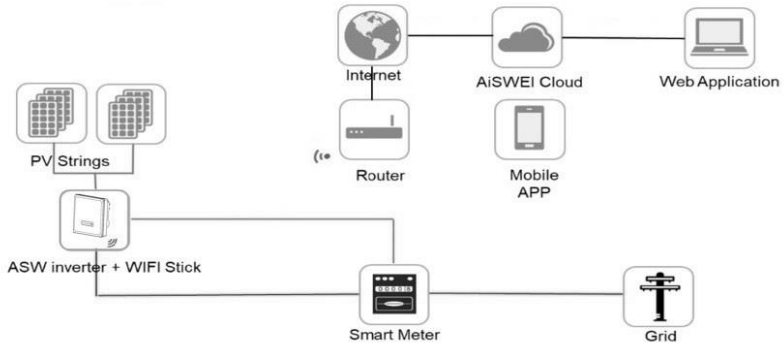 Internet
AiSWEI Cloud
Web Application
PV Strings
Router
Mobile
APP
ASW inverter + WIFI Stick
Smart Meter
Grid